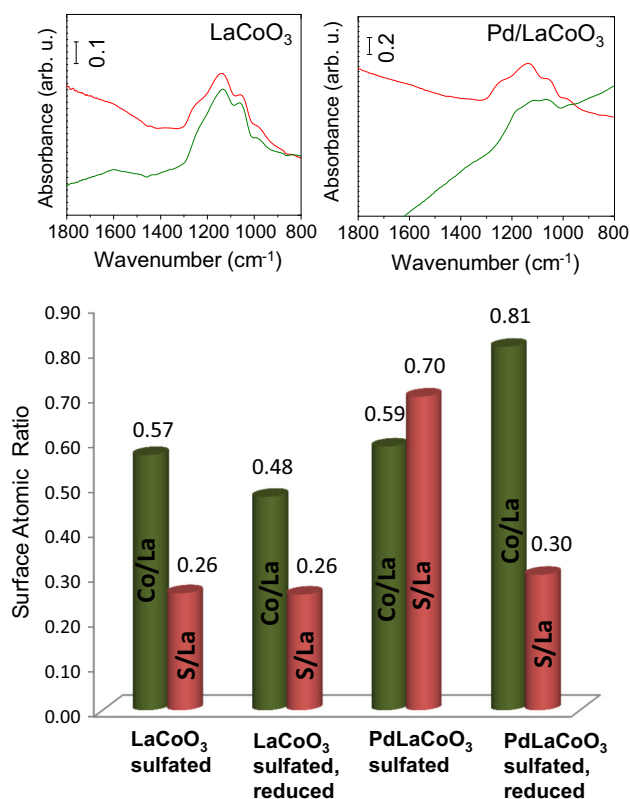 LaCoO₃
Pd/LaCoO₃
0.1
0.2
Absorbance (arb. u.)
Absorbance (arb. u.)
1800 1600 1400 1200 1000 800
1800 1600 1400 1200 1000 800
Wavenumber (cm⁻¹)
Wavenumber (cm⁻¹)
Surface Atomic Ratio
0.90
0.80
0.70
0.60
0.50
0.40
0.30
0.20
0.10
0.00
0.57
0.26
0.48
0.26
0.59
0.70
0.81
0.30
Co/La
S/La
Co/La
S/La
Co/La
S/La
Co/La
S/La
LaCoO₃
sulfated
LaCoO₃
sulfated,
reduced
PdLaCoO₃
sulfated
PdLaCoO₃
sulfated,
reduced